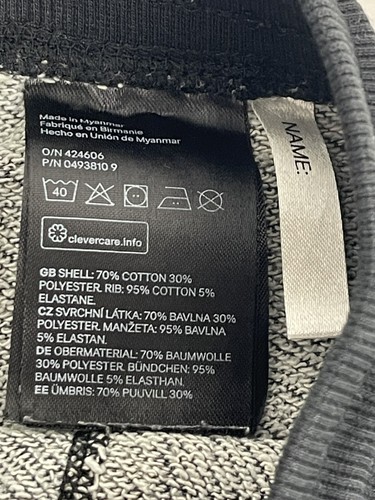 Made in Myanmar
Fabriqué en Birmanie
Hecho en Unión de Myanmar
O/N 424606
P/N 0493810 9
40
clevercare.info
GB SHELL: 70% COTTON 30%
POLYESTER. RIB: 95% COTTON 5%
ELASTANE.
CZ SVRCHNÍ LÁTKA: 70% BAVLNA 30%
POLYESTER. MANŽETA: 95% BAVLNA
5% ELASTAN.
DE OBERMATERIAL: 70% BAUMWOLLE
30% POLYESTER. BÜNDCHEN: 95%
BAUMWOLLE 5% ELASTHAN.
EE ÜMBRIS: 70% PUUVILL 30%
NAME: